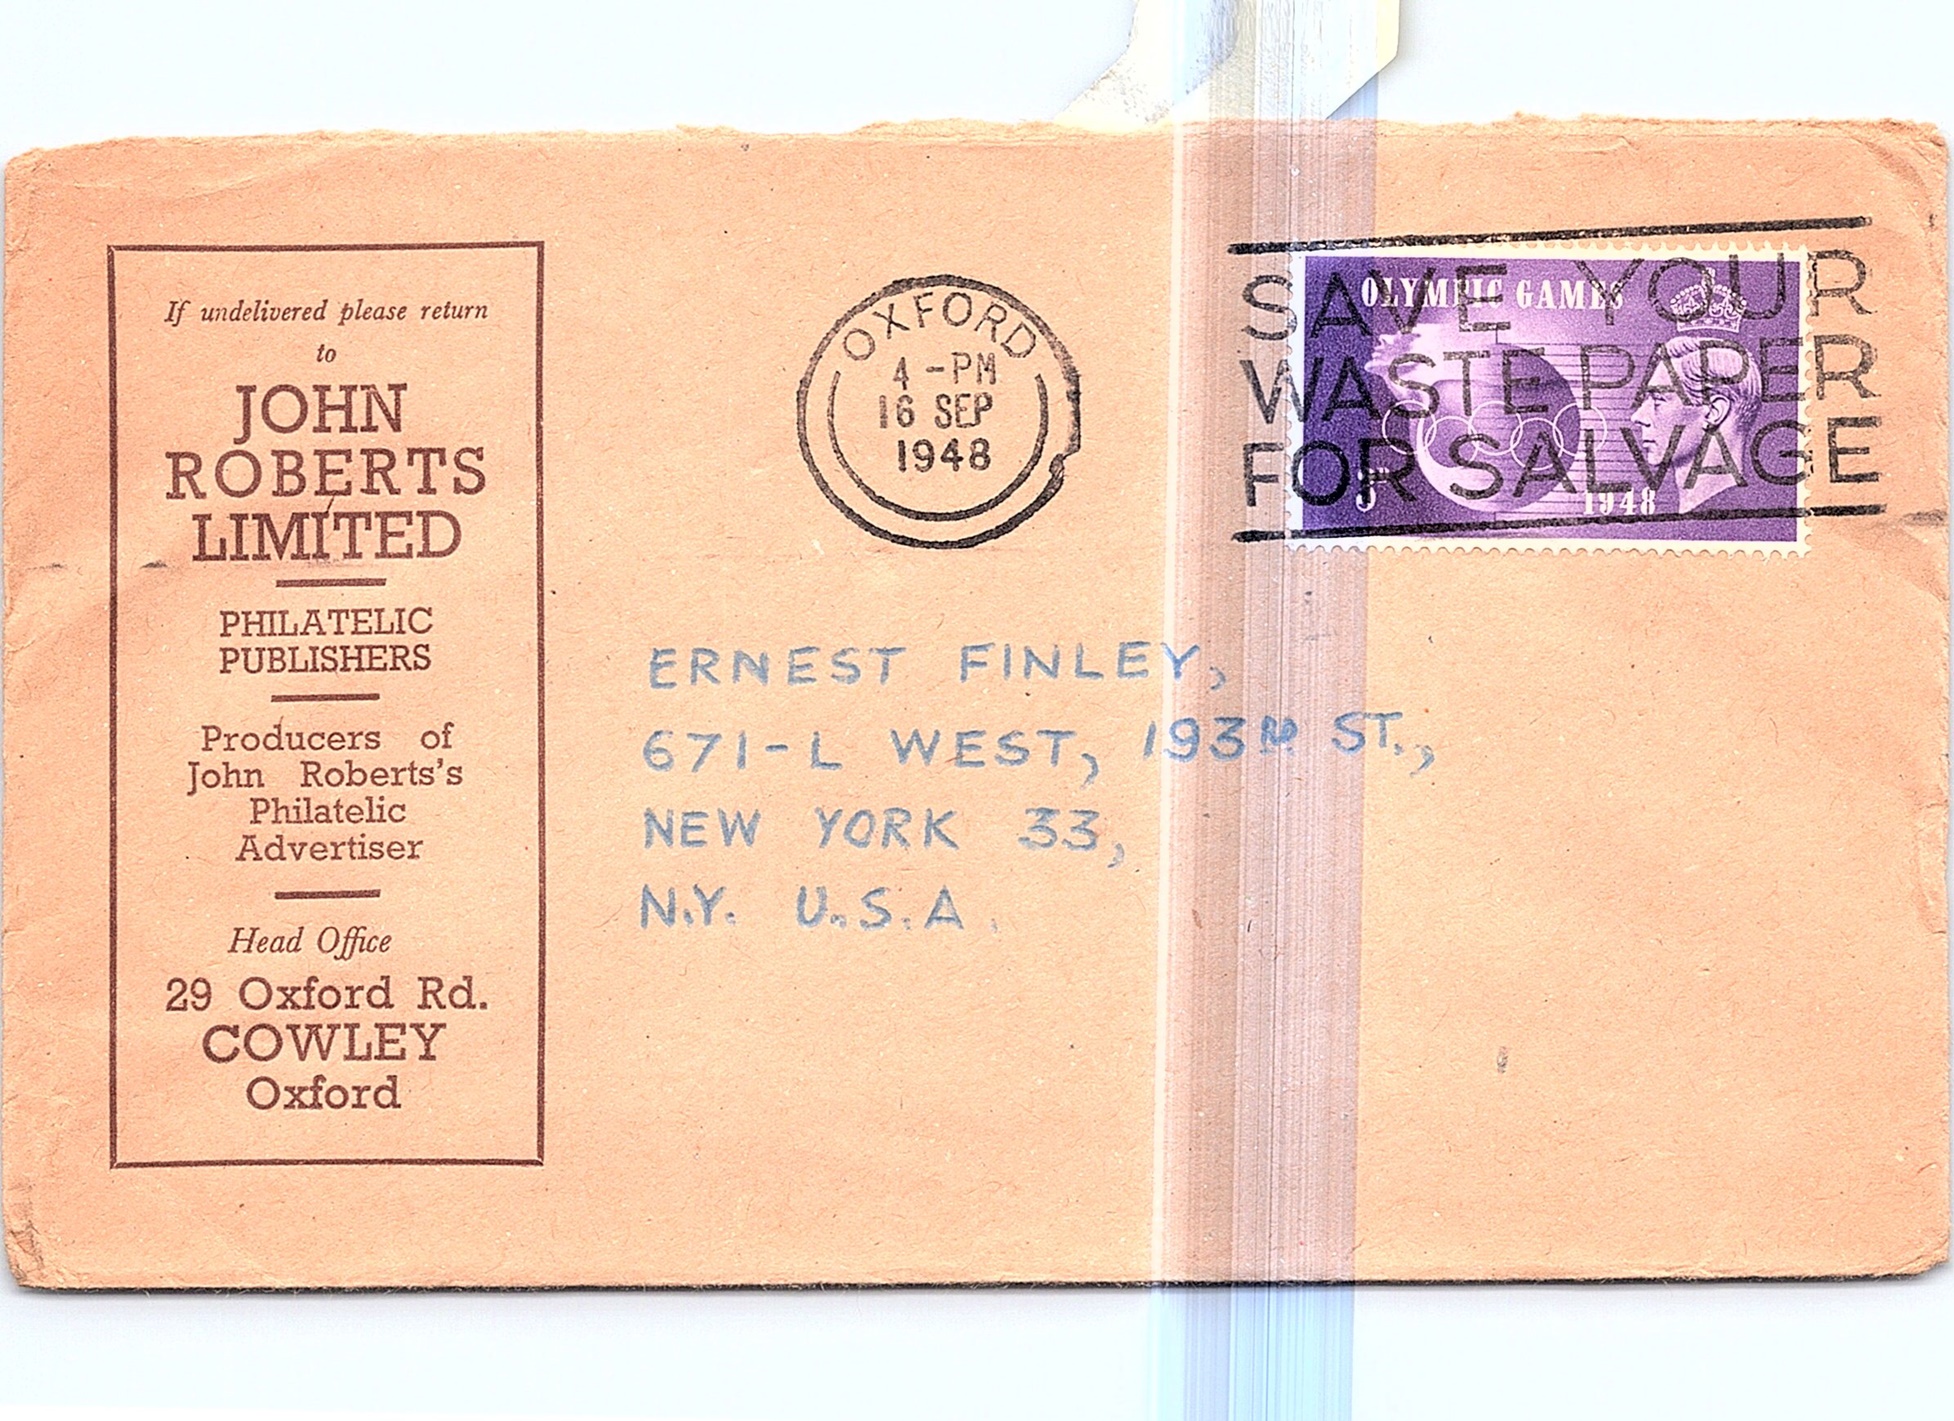 If undelivered please return
to
JOHN
ROBERTS
LIMITED
PHILATELIC
PUBLISHERS
Producers of
John Roberts's
Philatelic
Advertiser
Head Office
29 Oxford Rd.
COWLEY
Oxford
OXFORD
4 - PM
16 SEP
1948
SAVE YOUR
WASTE PAPER
FOR SALVAGE
OLYMPIC GAMES
3D
1948
ERNEST FINLEY,
671-L WEST, 193RD ST.,
NEW YORK 33,
N.Y. U.S.A.